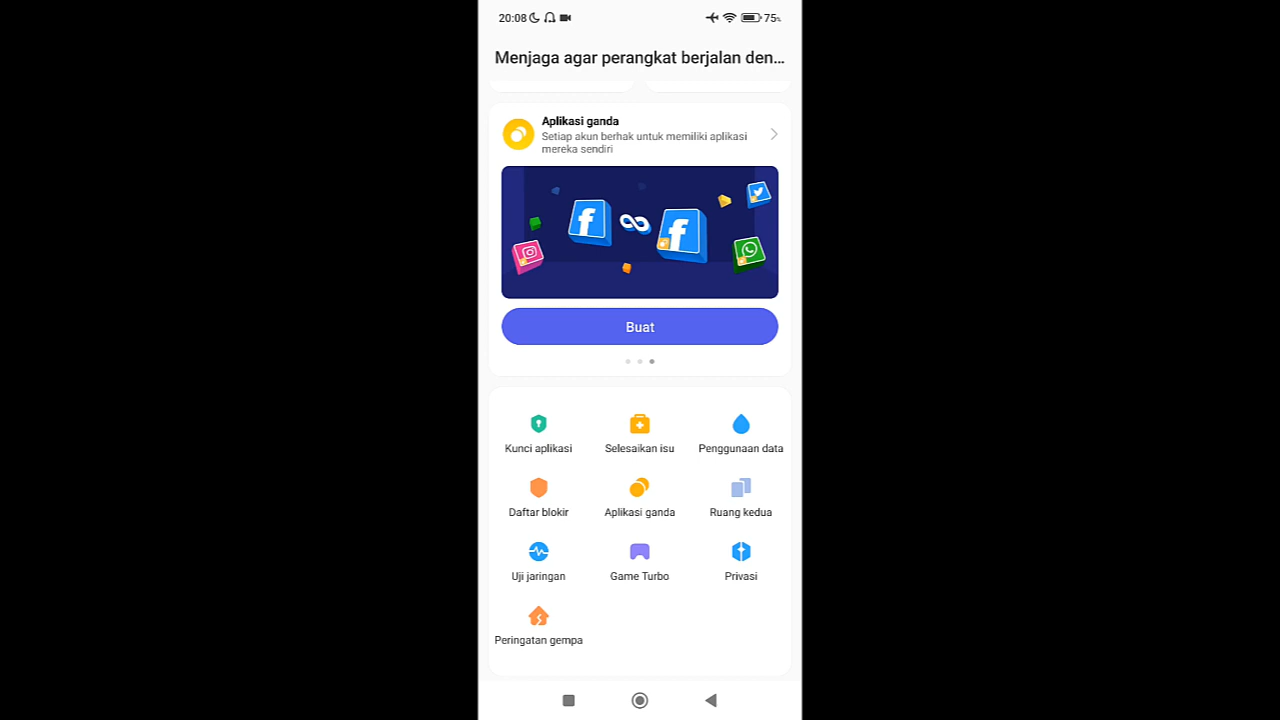 20:08
75%
Menjaga agar perangkat berjalan den...
Aplikasi ganda
Setiap akun berhak untuk memiliki aplikasi
mereka sendiri
Buat
Kunci aplikasi
Selesaikan isu
Penggunaan data
Daftar blokir
Aplikasi ganda
Ruang kedua
Uji jaringan
Game Turbo
Privasi
Peringatan gempa